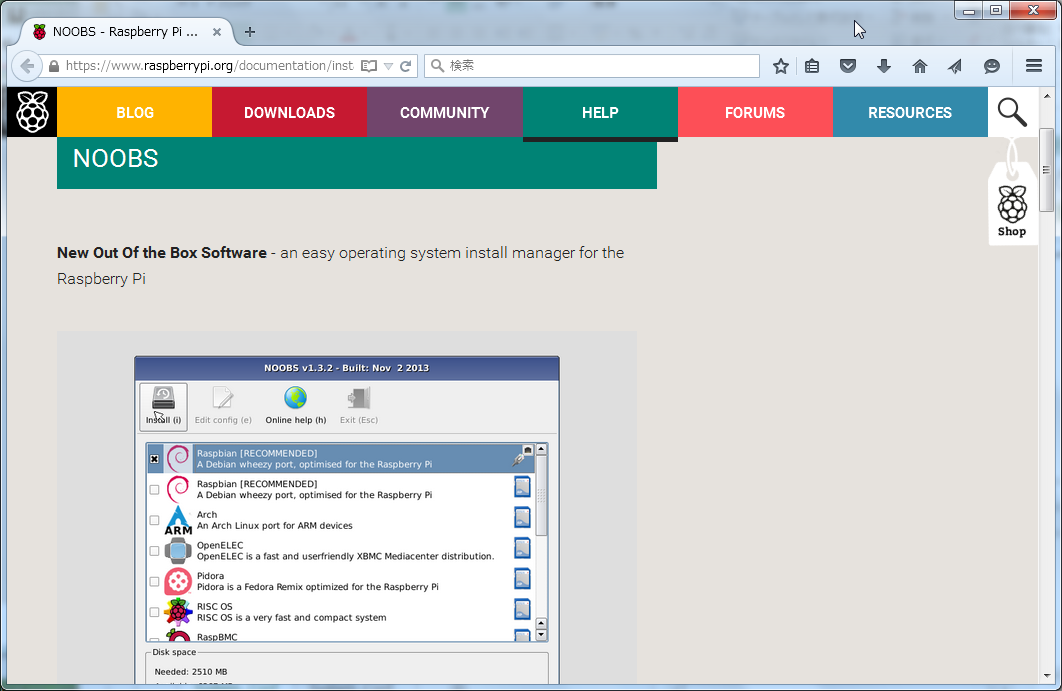 NOOBS - Raspberry Pi ...
https://www.raspberrypi.org/documentation/inst
検索
BLOG
DOWNLOADS
COMMUNITY
HELP
FORUMS
RESOURCES
NOOBS
Shop
New Out Of the Box Software - an easy operating system install manager for the
Raspberry Pi
NOOBS v1.3.2 - Built: Nov 2 2013
Install (i)
Edit config (e)
Online help (h)
Exit (Esc)
Raspbian [RECOMMENDED]
A Debian wheezy port, optimised for the Raspberry Pi
Raspbian [RECOMMENDED]
A Debian wheezy port, optimised for the Raspberry Pi
ARM
Arch
An Arch Linux port for ARM devices
OpenELEC
OpenELEC is a fast and userfriendly XBMC Mediacenter distribution.
Pidora
Pidora is a Fedora Remix optimized for the Raspberry Pi
RISC OS
RISC OS is a very fast and compact system
RaspBMC
Disk space
Needed: 2510 MB